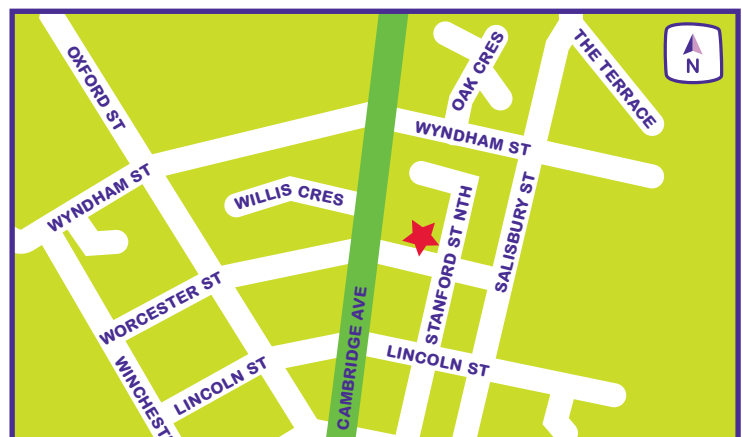 OXFORD ST
OAK CRES
THE TERRACE
N
WYNDHAM ST
WYNDHAM ST
WILLIS CRES
STANFORD ST NTH
SALISBURY ST
WORCESTER ST
CAMBRIDGE AVE
LINCOLN ST
LINCOLN ST
WINCHEST